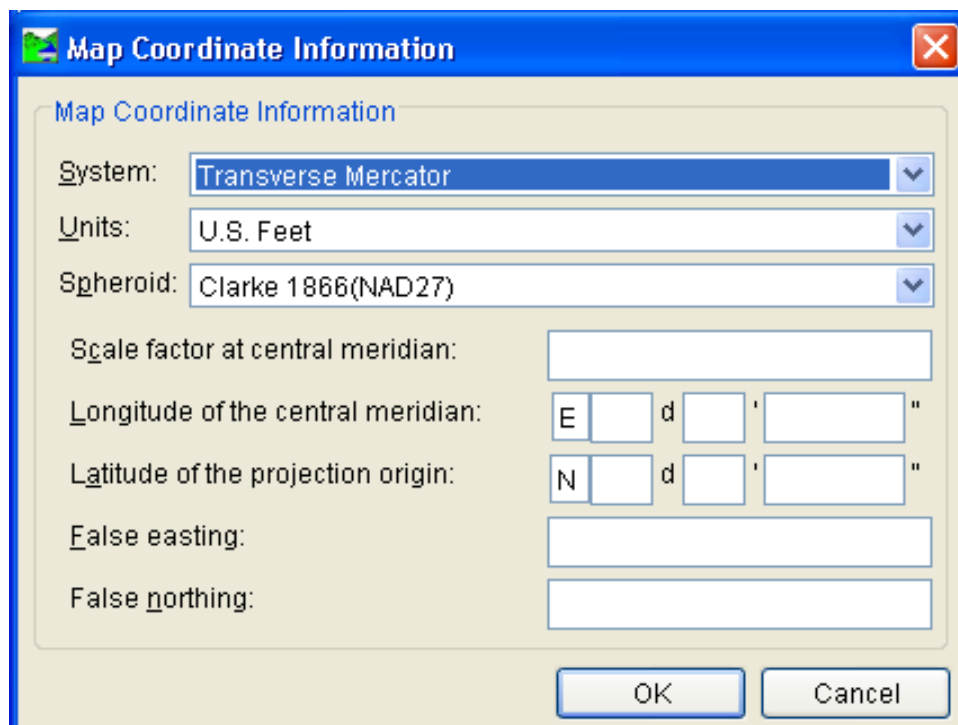 Map Coordinate Information
Map Coordinate Information
System: Transverse Mercator
Units: U.S. Feet
Spheroid: Clarke 1866(NAD27)
Scale factor at central meridian:
Longitude of the central meridian: E d ' "
Latitude of the projection origin: N d ' "
False easting:
False northing:
OK Cancel